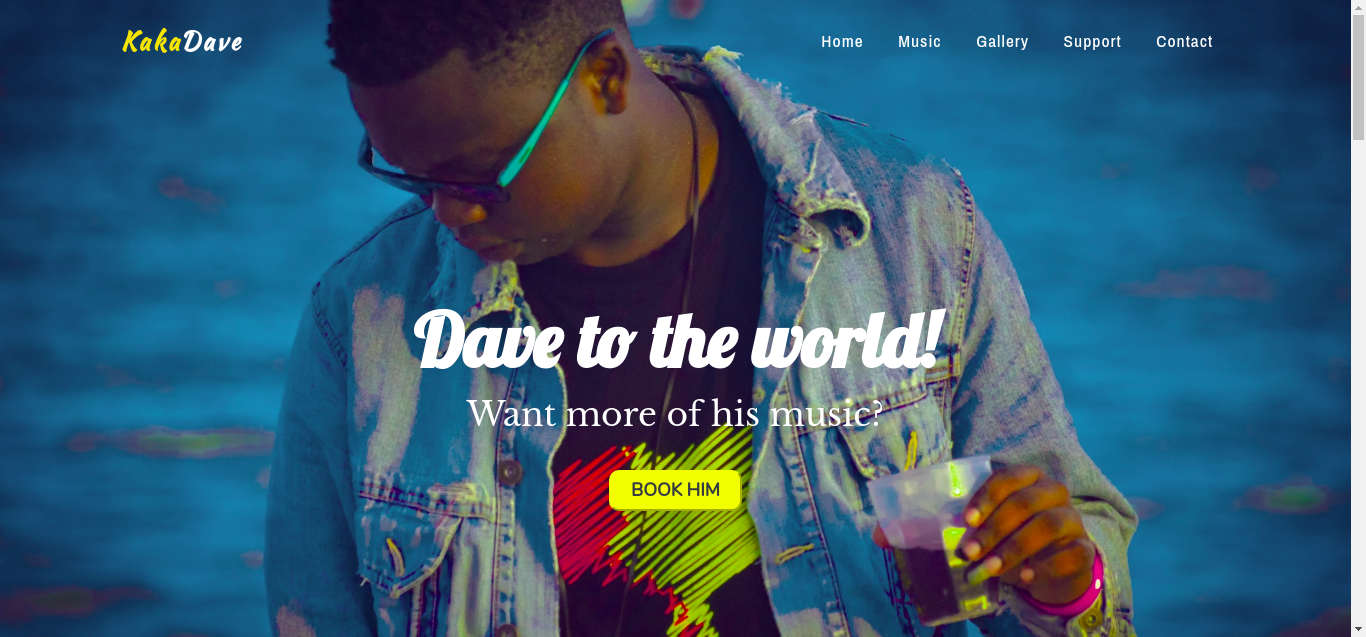 KakaDave
Home Music Gallery Support Contact
Dave to the world!
Want more of his music?
BOOK HIM